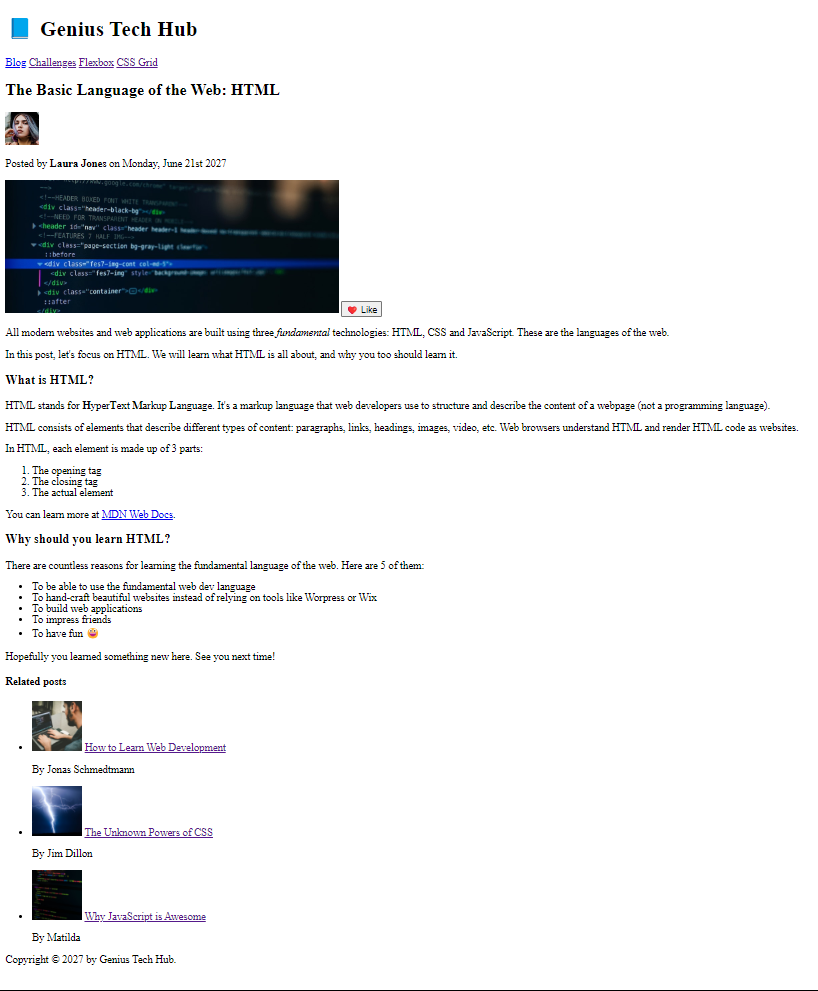 📘 Genius Tech Hub
Blog Challenges Flexbox CSS Grid
The Basic Language of the Web: HTML
Posted by Laura Jones on Monday, June 21st 2027
-->
<!--HEADER BOXED FONT WHITE TRANSPARENT-->
<div class="header-black-bg"></div>
<!--NEED FOR TRANSPARENT HEADER ON MOBILE-->
<header id="nav" class="header header-1
<!--FEATURES 7 HALF IMG-->
<div class="page-section bg-gray-light clearfix">
::before
<div class="fes7-img-cont col-md-5">
<div class="fes7-img" style="background-image:
</div>
<div class="container"></div>
::after
</div>
❤️ Like
All modern websites and web applications are built using three fundamental technologies: HTML, CSS and JavaScript. These are the languages of the web.
In this post, let's focus on HTML. We will learn what HTML is all about, and why you too should learn it.
What is HTML?
HTML stands for HyperText Markup Language. It's a markup language that web developers use to structure and describe the content of a webpage (not a programming language).
HTML consists of elements that describe different types of content: paragraphs, links, headings, images, video, etc. Web browsers understand HTML and render HTML code as websites.
In HTML, each element is made up of 3 parts:
1. The opening tag
2. The closing tag
3. The actual element
You can learn more at MDN Web Docs.
Why should you learn HTML?
There are countless reasons for learning the fundamental language of the web. Here are 5 of them:
• To be able to use the fundamental web dev language
• To hand-craft beautiful websites instead of relying on tools like Worpress or Wix
• To build web applications
• To impress friends
• To have fun 😀
Hopefully you learned something new here. See you next time!
Related posts
• How to Learn Web Development
By Jonas Schmedtmann
• The Unknown Powers of CSS
By Jim Dillon
• Why JavaScript is Awesome
By Matilda
Copyright © 2027 by Genius Tech Hub.